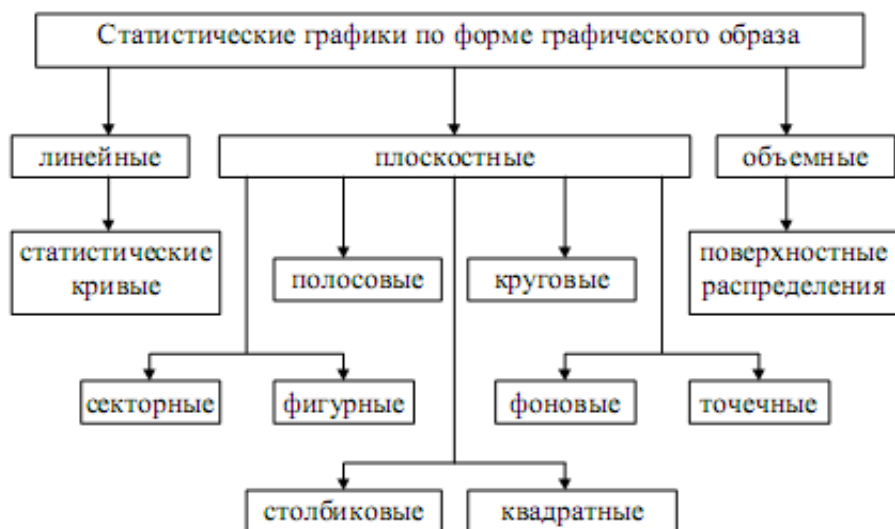 Статистические графики по форме графического образа
линейные
плоскостные
объемные
статистические
кривые
полосовые
круговые
поверхностные
распределения
секторные
фигурные
фоновые
точечные
столбиковые
квадратные